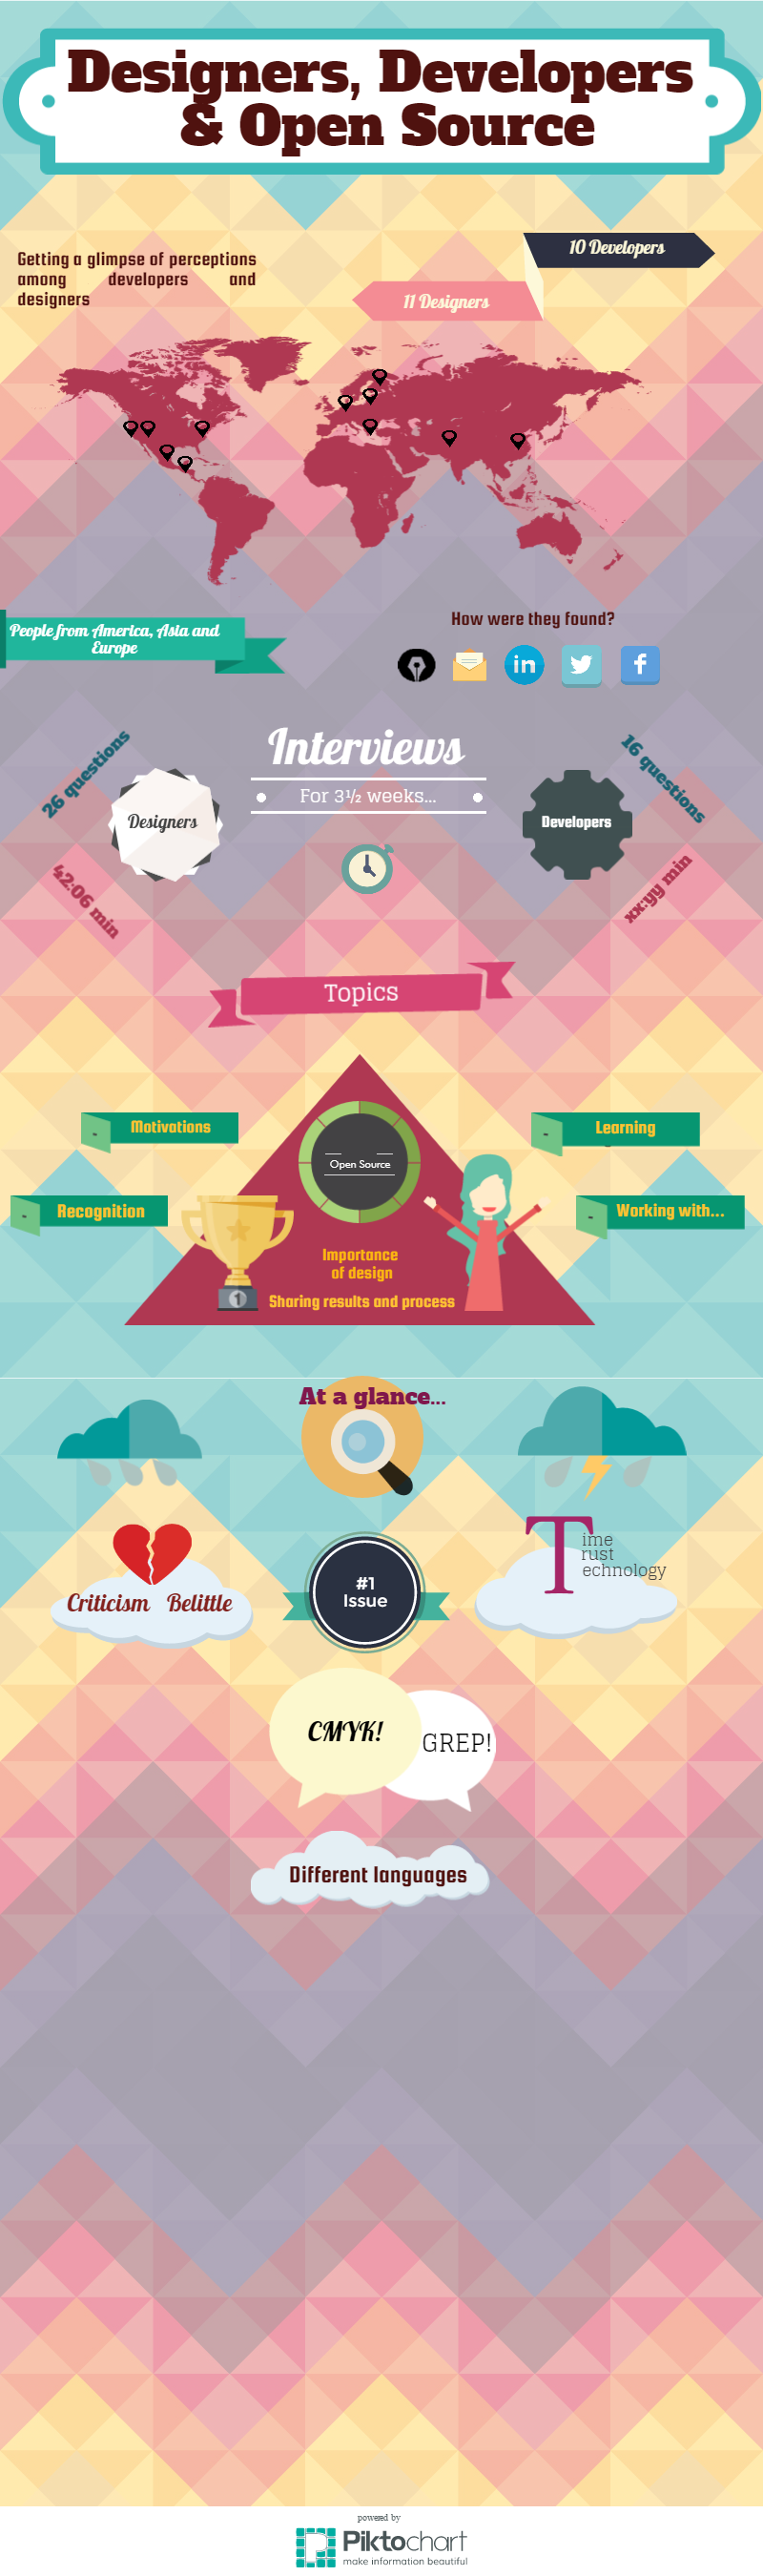 Designers, Developers
& Open Source
Getting a glimpse of perceptions
among developers and
designers
10 Developers
11 Designers
People from America, Asia and
Europe
How were they found?
in
f
Interviews
For 3½ weeks...
26 questions
Designers
42:06 min
16 questions
Developers
xx:yy min
Topics
Motivations
Recognition
Learning
Working with...
Open Source
Importance
of design
Sharing results and process
1
At a glance...
Criticism Belittle
#1
Issue
Time
rust
echnology
CMYK!
GREP!
Different languages
powered by
Piktochart
make information beautiful